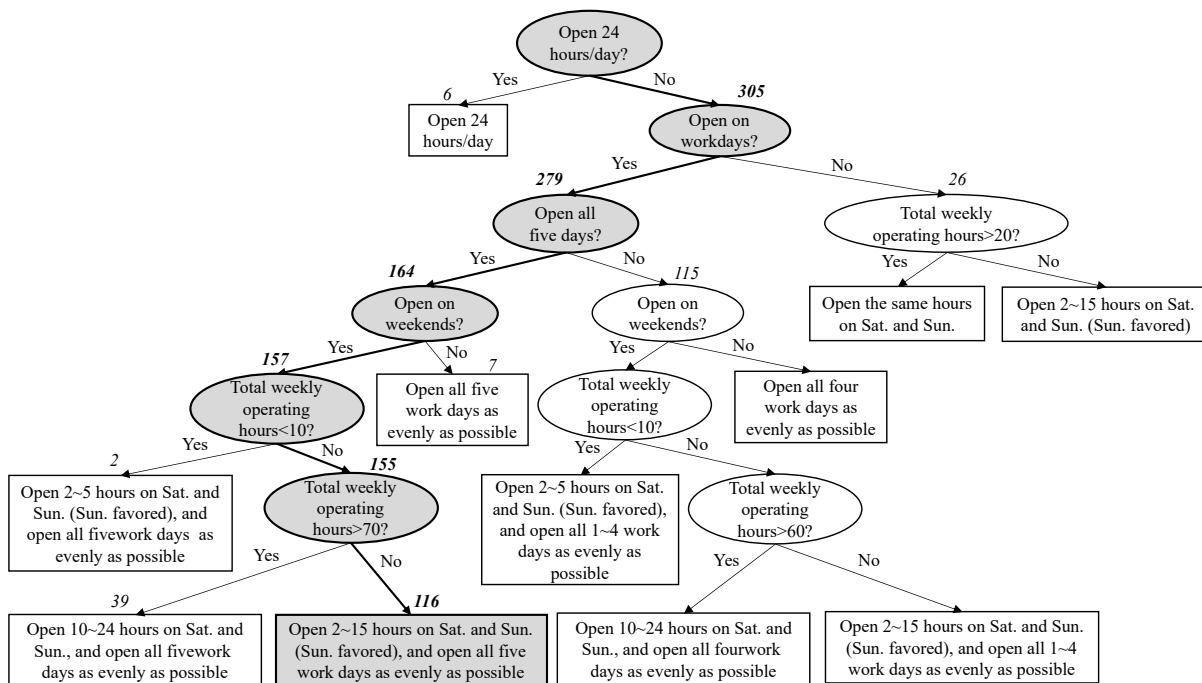 Open 24
hours/day?
Yes
No
6
305
Open 24
hours/day
Open on
workdays?
Yes
No
279
26
Open all
five days?
Total weekly
operating hours>20?
Yes
No
Yes
No
164
115
Open on
weekends?
Open on
weekends?
Open the same hours
on Sat. and Sun.
Open 2~15 hours on Sat.
and Sun. (Sun. favored)
Yes
No
Yes
No
157
7
Total weekly
operating
hours<10?
Open all five
work days as
evenly as possible
Total weekly
operating
hours<10?
Open all four
work days as
evenly as possible
Yes
No
Yes
No
2
155
Open 2~5 hours on Sat. and
Sun. (Sun. favored), and
open all fivework days as
evenly as possible
Total weekly
operating
hours>70?
Open 2~5 hours on Sat.
and Sun. (Sun. favored),
and open all 1~4 work
days as evenly as
possible
Total weekly
operating
hours>60?
Yes
No
Yes
No
39
116
Open 10~24 hours on Sat. and
Sun., and open all fivework
days as evenly as possible
Open 2~15 hours on Sat. and Sun.
(Sun. favored), and open all five
work days as evenly as possible
Open 10~24 hours on Sat. and
Sun., and open all fourwork
days as evenly as possible
Open 2~15 hours on Sat. and Sun.
(Sun. favored), and open all 1~4
work days as evenly as possible